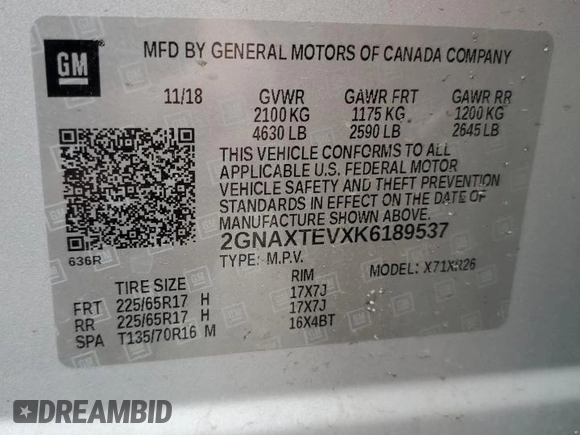 GM
MFD BY GENERAL MOTORS OF CANADA COMPANY
11/18 GVWR GAWR FRT GAWR RR
2100 KG 1175 KG 1200 KG
4630 LB 2590 LB 2645 LB
THIS VEHICLE CONFORMS TO ALL
APPLICABLE U.S. FEDERAL MOTOR
VEHICLE SAFETY AND THEFT PREVENTION
STANDARDS IN EFFECT ON THE DATE OF
MANUFACTURE SHOWN ABOVE.
2GNAXTEVXK6189537
636R TYPE: M.P.V. MODEL: X71XR26
TIRE SIZE RIM
FRT 225/65R17 H 17X7J
RR 225/65R17 H 17X7J
SPA T135/70R16 M 16X4BT
#DREAMBID